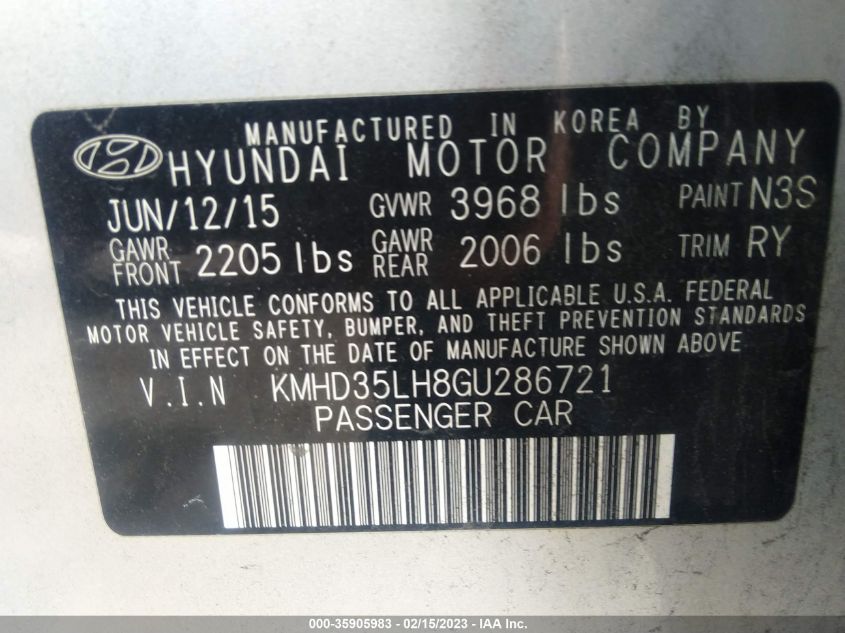 MANUFACTURED IN KOREA BY
HYUNDAI MOTOR COMPANY
JUN/12/15 GVWR 3968 lbs PAINT N3S
GAWR FRONT 2205 lbs GAWR REAR 2006 lbs TRIM RY
THIS VEHICLE CONFORMS TO ALL APPLICABLE U.S.A. FEDERAL
MOTOR VEHICLE SAFETY, BUMPER, AND THEFT PREVENTION STANDARDS
IN EFFECT ON THE DATE OF MANUFACTURE SHOWN ABOVE
V.I.N KMHD35LH8GU286721
PASSENGER CAR
000-35905983 - 02/15/2023 - IAA Inc.